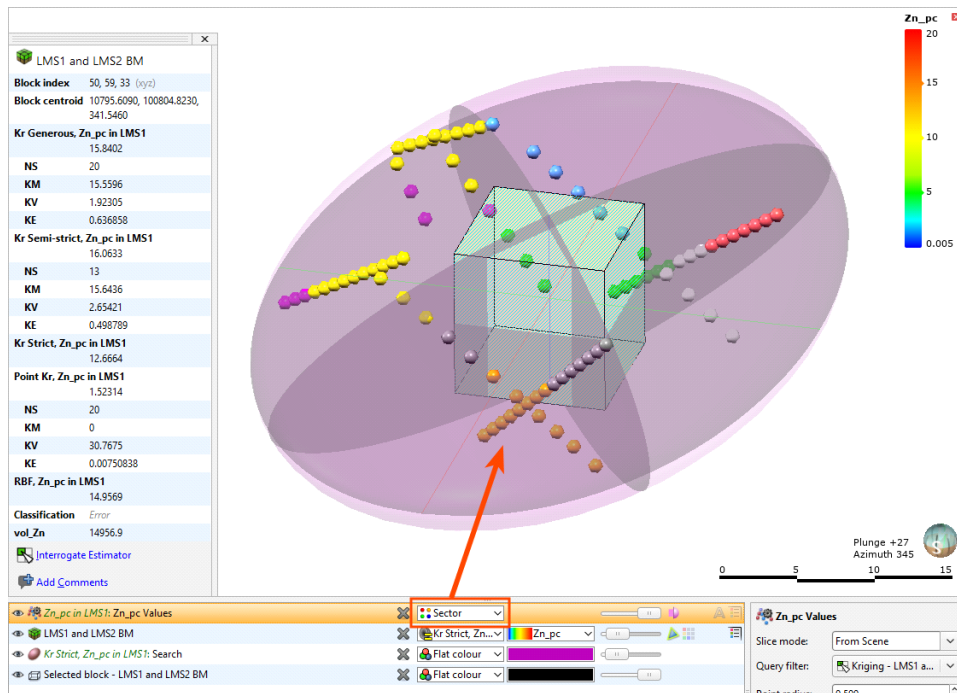 Zn_pc
20
15
10
5
0.005
LMS1 and LMS2 BM
Block index 50, 59, 33 (xyz)
Block centroid 10795.6090, 100804.8230,
341.5460
Kr Generous, Zn_pc in LMS1
15.8402
NS 20
KM 15.5596
KV 1.92305
KE 0.636858
Kr Semi-strict, Zn_pc in LMS1
16.0633
NS 13
KM 15.6436
KV 2.65421
KE 0.498789
Kr Strict, Zn_pc in LMS1
12.6664
Point Kr, Zn_pc in LMS1
1.52314
NS 20
KM 0
KV 30.7675
KE 0.00750838
RBF, Zn_pc in LMS1
14.9569
Classification Error
vol_Zn 14956.9
Interrogate Estimator
Add Comments
Plunge +27
Azimuth 345
0 5 10 15
Zn_pc in LMS1: Zn_pc Values Sector
LMS1 and LMS2 BM Kr Strict, Zn... Zn_pc
Kr Strict, Zn_pc in LMS1: Search Flat colour
Selected block - LMS1 and LMS2 BM Flat colour
Zn_pc Values
Slice mode: From Scene
Query filter: Kriging - LMS1 a...
Point radius: 0.500